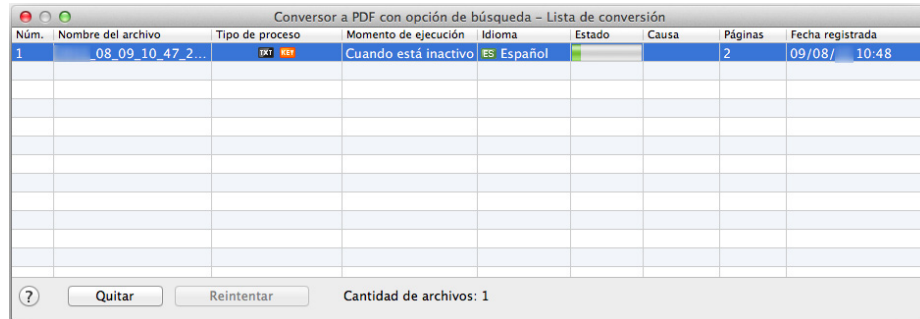 Conversor a PDF con opción de búsqueda – Lista de conversión
Núm. Nombre del archivo Tipo de proceso Momento de ejecución Idioma Estado Causa Páginas Fecha registrada
1 _08_09_10_47_2... TXT KEY Cuando está inactivo ES Español 2 09/08/ 10:48
? Quitar Reintentar Cantidad de archivos: 1